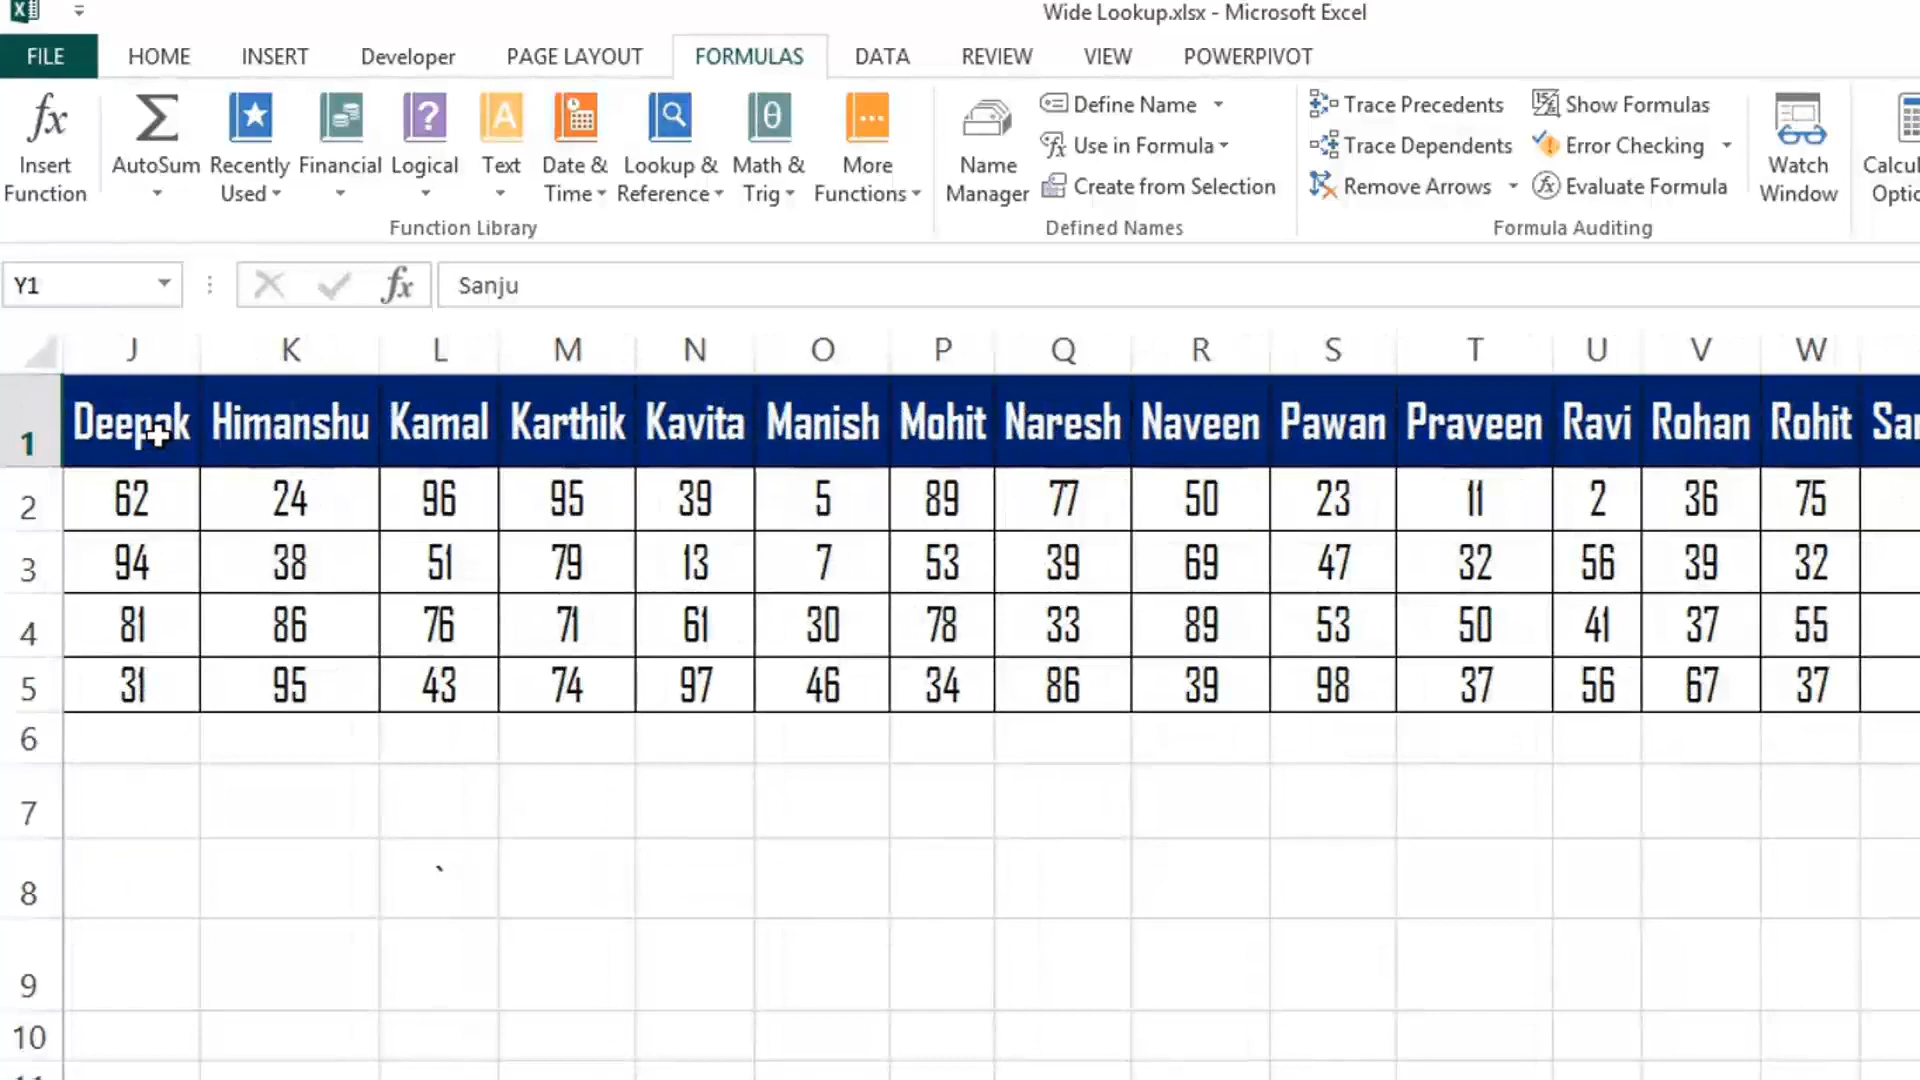 Wide Lookup.xlsx - Microsoft Excel
FILE HOME INSERT Developer PAGE LAYOUT FORMULAS DATA REVIEW VIEW POWERPIVOT
Insert Function
AutoSum
Recently Used
Financial
Logical
Text
Date & Time
Lookup & Reference
Math & Trig
More Functions
Function Library
Name Manager
Define Name
Use in Formula
Create from Selection
Defined Names
Trace Precedents
Trace Dependents
Remove Arrows
Show Formulas
Error Checking
Evaluate Formula
Formula Auditing
Watch Window
Y1 fx Sanju
J K L M N O P Q R S T U V W
1 Deepak Himanshu Kamal Karthik Kavita Manish Mohit Naresh Naveen Pawan Praveen Ravi Rohan Rohit
2 62 24 96 95 39 5 89 77 50 23 11 2 36 75
3 94 38 51 79 13 7 53 39 69 47 32 56 39 32
4 81 86 76 71 61 30 78 33 89 53 50 41 37 55
5 31 95 43 74 97 46 34 86 39 98 37 56 67 37
6
7
8 `
9
10